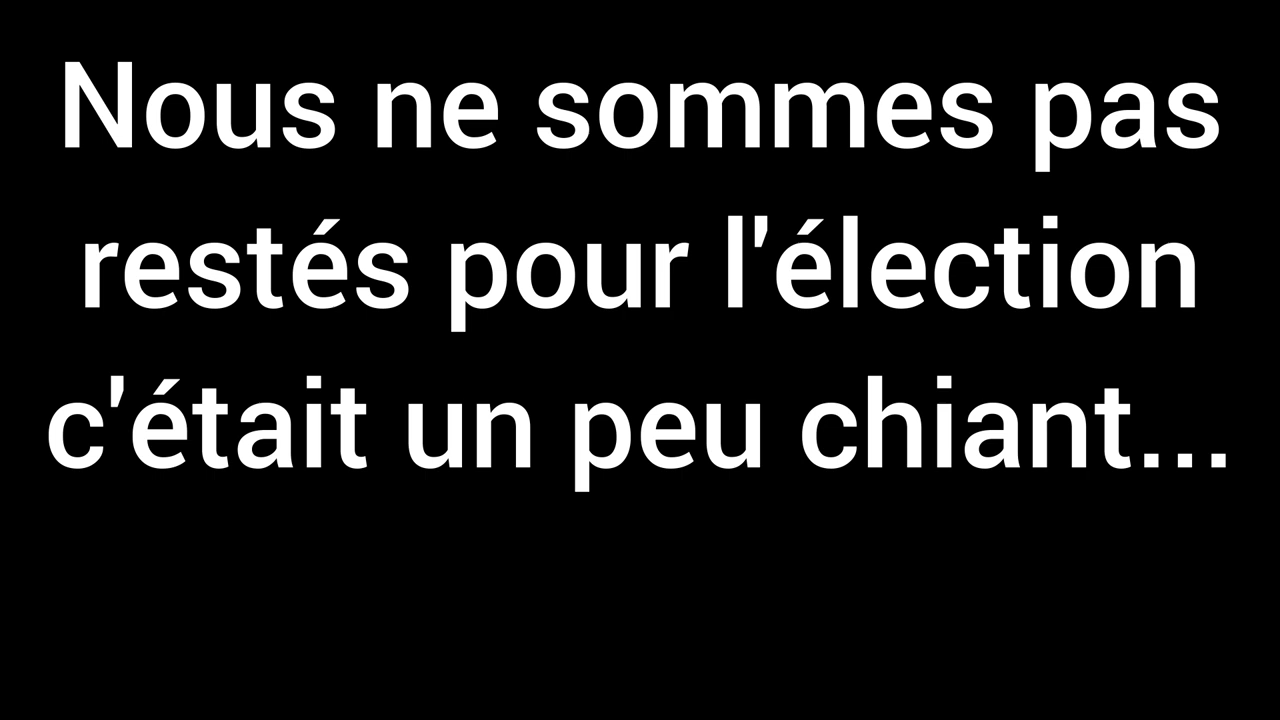 Nous ne sommes pas
restés pour l'élection
c'était un peu chiant...